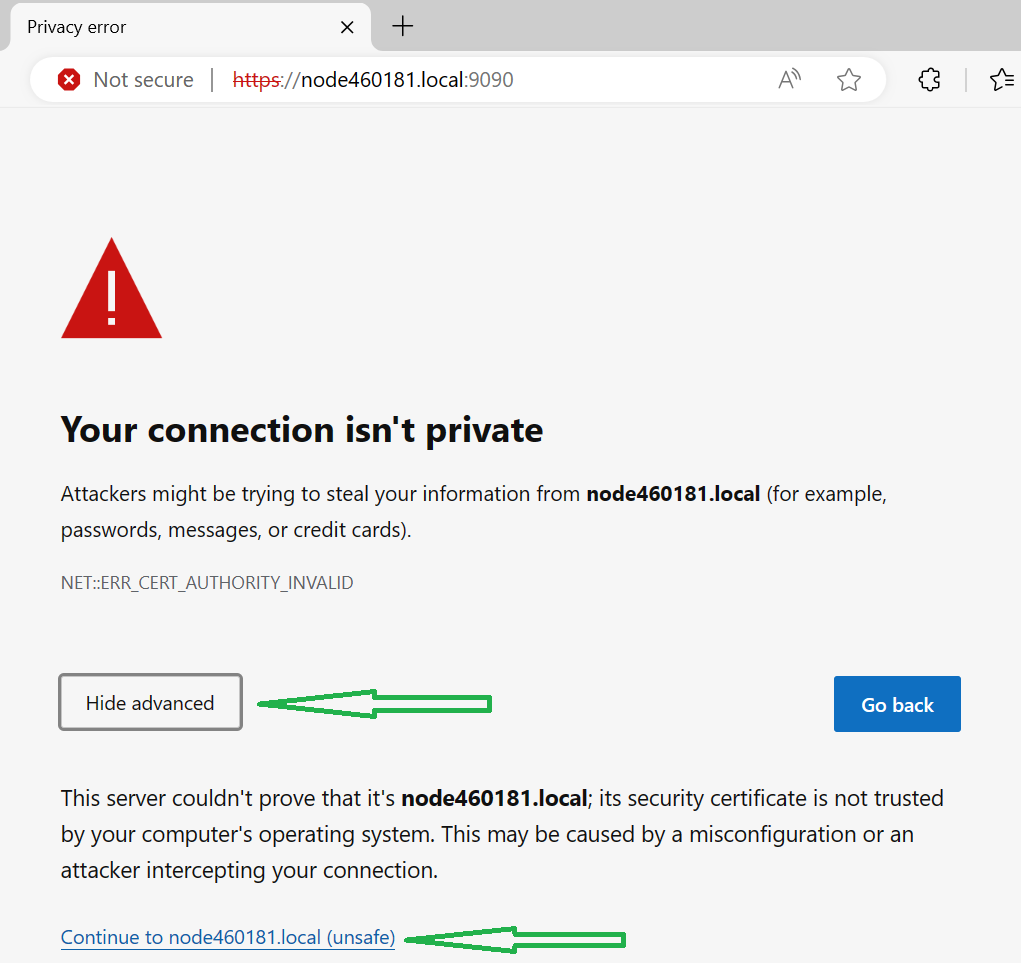 Privacy error
Not secure
https://node460181.local:9090
Your connection isn't private
Attackers might be trying to steal your information from node460181.local (for example,
passwords, messages, or credit cards).
NET::ERR_CERT_AUTHORITY_INVALID
Hide advanced
Go back
This server couldn't prove that it's node460181.local; its security certificate is not trusted
by your computer's operating system. This may be caused by a misconfiguration or an
attacker intercepting your connection.
Continue to node460181.local (unsafe)